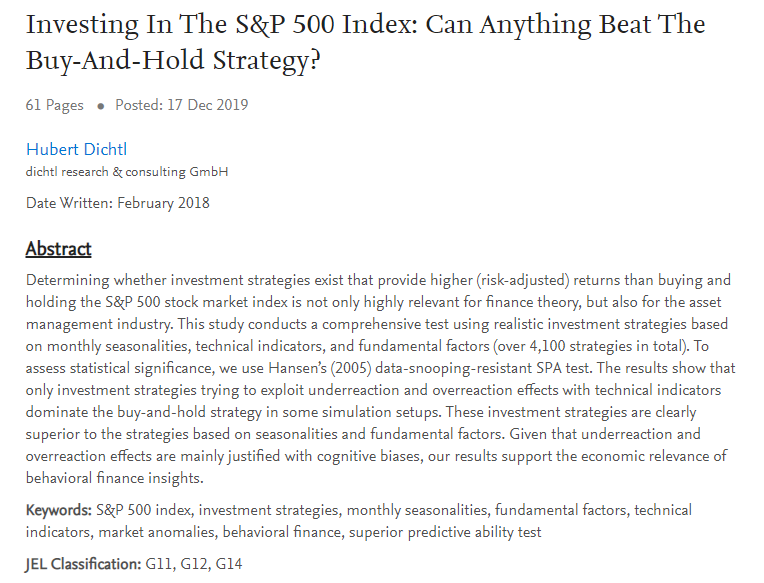 Investing In The S&P 500 Index: Can Anything Beat The
Buy-And-Hold Strategy?
61 Pages • Posted: 17 Dec 2019
Hubert Dichtl
dichtl research & consulting GmbH
Date Written: February 2018
Abstract
Determining whether investment strategies exist that provide higher (risk-adjusted) returns than buying and
holding the S&P 500 stock market index is not only highly relevant for finance theory, but also for the asset
management industry. This study conducts a comprehensive test using realistic investment strategies based
on monthly seasonalities, technical indicators, and fundamental factors (over 4,100 strategies in total). To
assess statistical significance, we use Hansen’s (2005) data-snooping-resistant SPA test. The results show that
only investment strategies trying to exploit underreaction and overreaction effects with technical indicators
dominate the buy-and-hold strategy in some simulation setups. These investment strategies are clearly
superior to the strategies based on seasonalities and fundamental factors. Given that underreaction and
overreaction effects are mainly justified with cognitive biases, our results support the economic relevance of
behavioral finance insights.
Keywords: S&P 500 index, investment strategies, monthly seasonalities, fundamental factors, technical
indicators, market anomalies, behavioral finance, superior predictive ability test
JEL Classification: G11, G12, G14